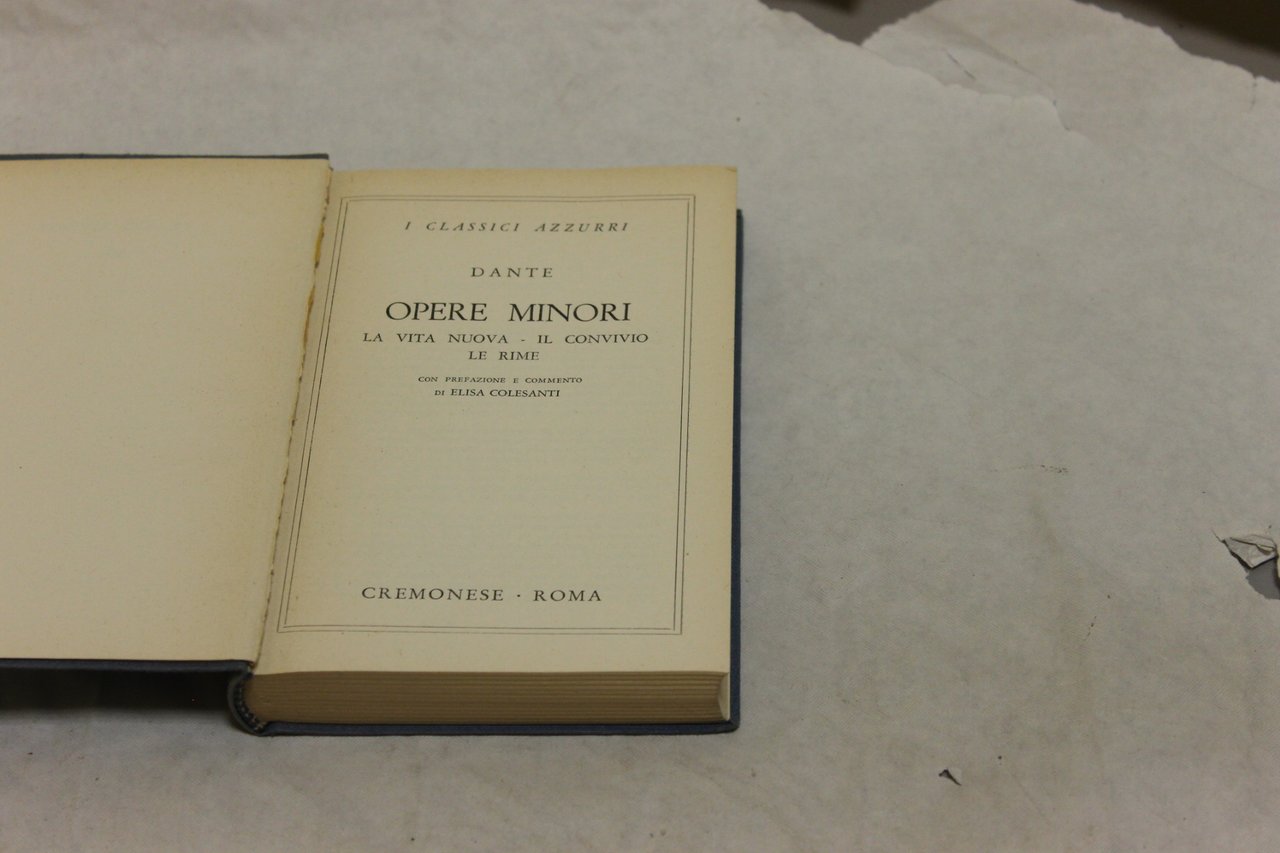 I CLASSICI AZZURRI
DANTE
OPERE MINORI
LA VITA NUOVA - IL CONVIVIO
LE RIME
CON PREFAZIONE E COMMENTO
DI ELISA COLESANTI
CREMONESE · ROMA